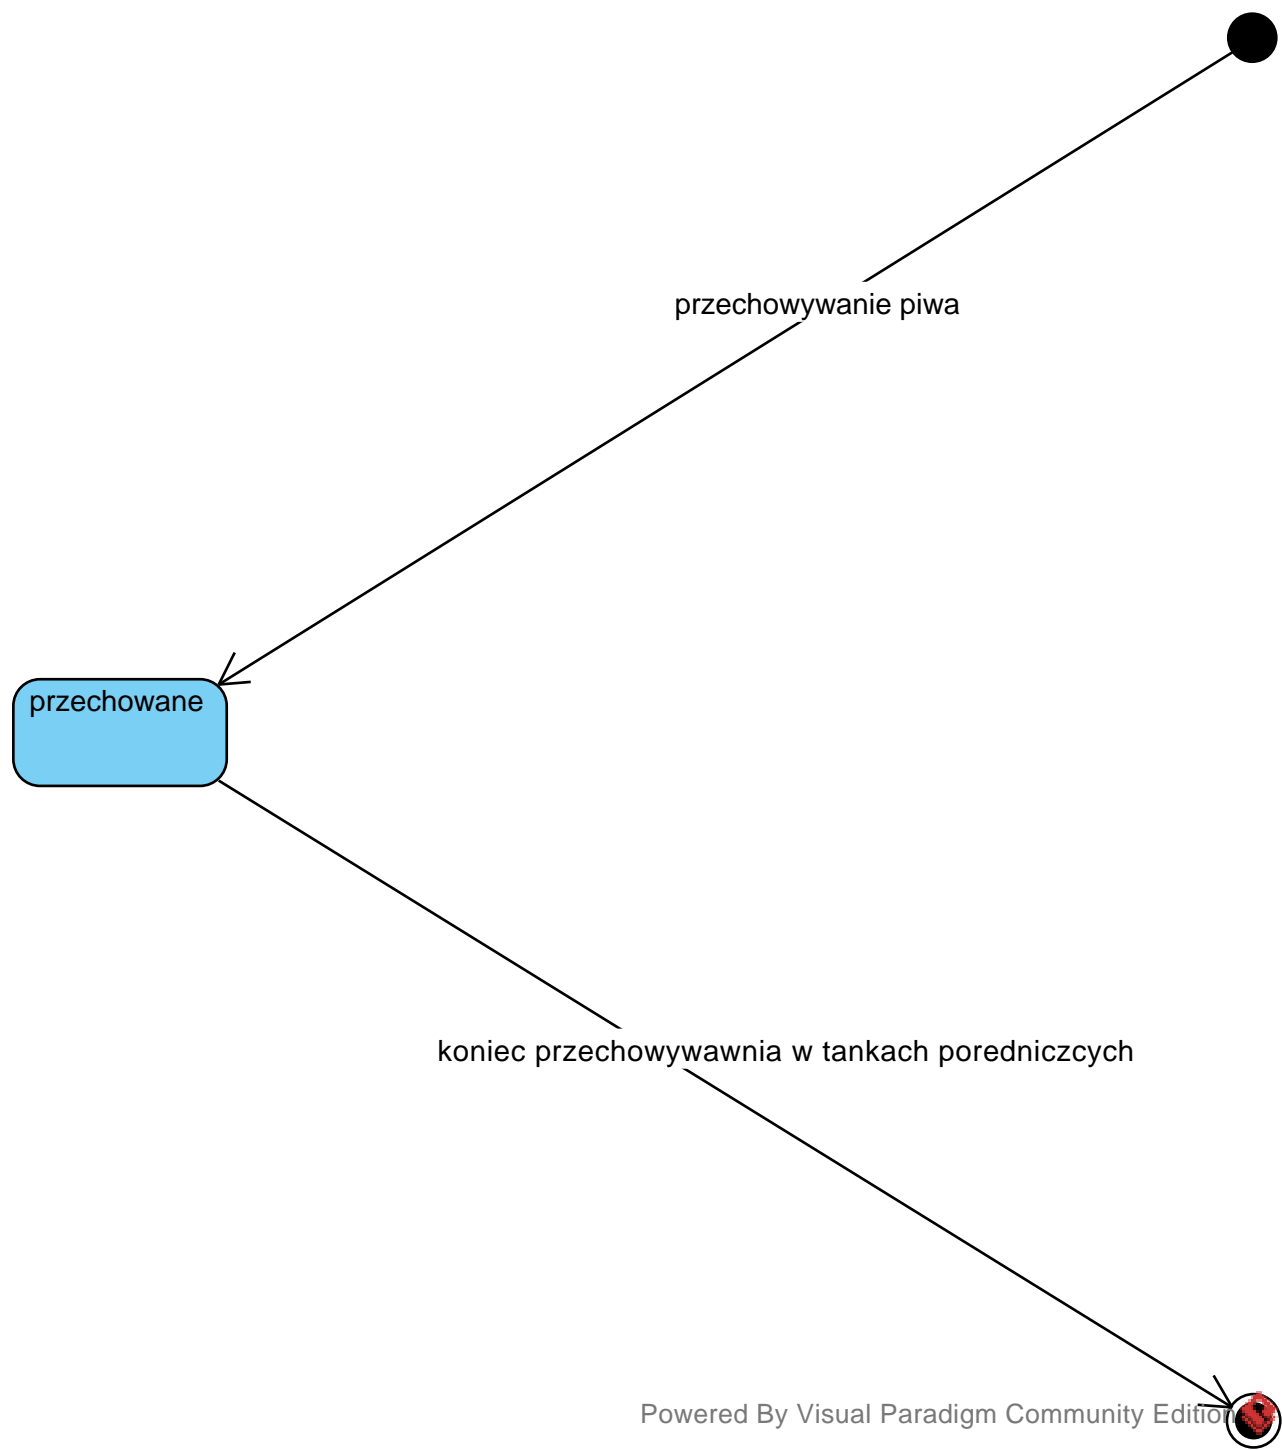 przechowywanie piwa
przechowane
koniec przechowywawnia w tankach poredniczcych
Powered By Visual Paradigm Community Edition